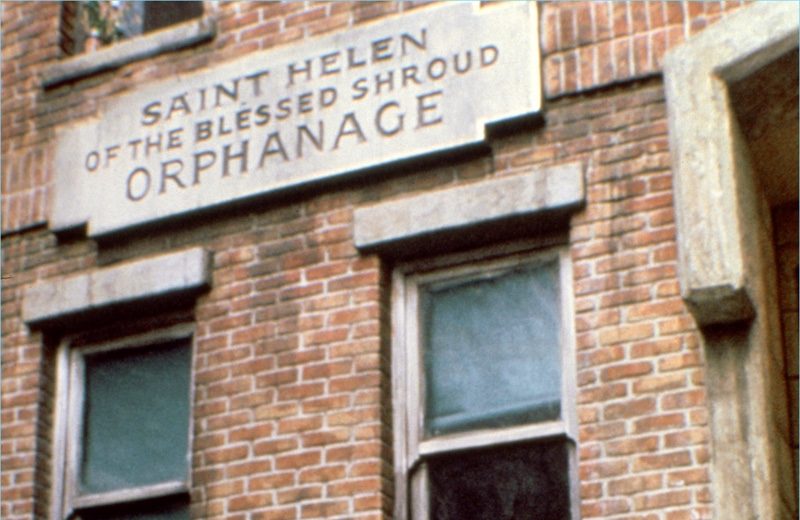 SAINT HELEN
OF THE BLESSED SHROUD
ORPHANAGE